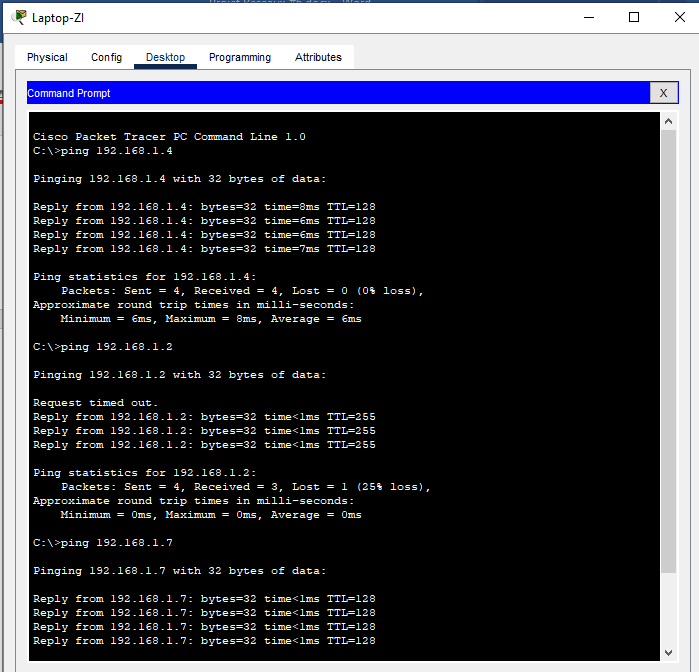 Laptop-ZI
Physical Config Desktop Programming Attributes
Command Prompt X
Cisco Packet Tracer PC Command Line 1.0
C:\>ping 192.168.1.4
Pinging 192.168.1.4 with 32 bytes of data:
Reply from 192.168.1.4: bytes=32 time=8ms TTL=128
Reply from 192.168.1.4: bytes=32 time=6ms TTL=128
Reply from 192.168.1.4: bytes=32 time=6ms TTL=128
Reply from 192.168.1.4: bytes=32 time=7ms TTL=128
Ping statistics for 192.168.1.4:
Packets: Sent = 4, Received = 4, Lost = 0 (0% loss),
Approximate round trip times in milli-seconds:
Minimum = 6ms, Maximum = 8ms, Average = 6ms
C:\>ping 192.168.1.2
Pinging 192.168.1.2 with 32 bytes of data:
Request timed out.
Reply from 192.168.1.2: bytes=32 time<1ms TTL=255
Reply from 192.168.1.2: bytes=32 time<1ms TTL=255
Reply from 192.168.1.2: bytes=32 time<1ms TTL=255
Ping statistics for 192.168.1.2:
Packets: Sent = 4, Received = 3, Lost = 1 (25% loss),
Approximate round trip times in milli-seconds:
Minimum = 0ms, Maximum = 0ms, Average = 0ms
C:\>ping 192.168.1.7
Pinging 192.168.1.7 with 32 bytes of data:
Reply from 192.168.1.7: bytes=32 time<1ms TTL=128
Reply from 192.168.1.7: bytes=32 time<1ms TTL=128
Reply from 192.168.1.7: bytes=32 time<1ms TTL=128
Reply from 192.168.1.7: bytes=32 time<1ms TTL=128